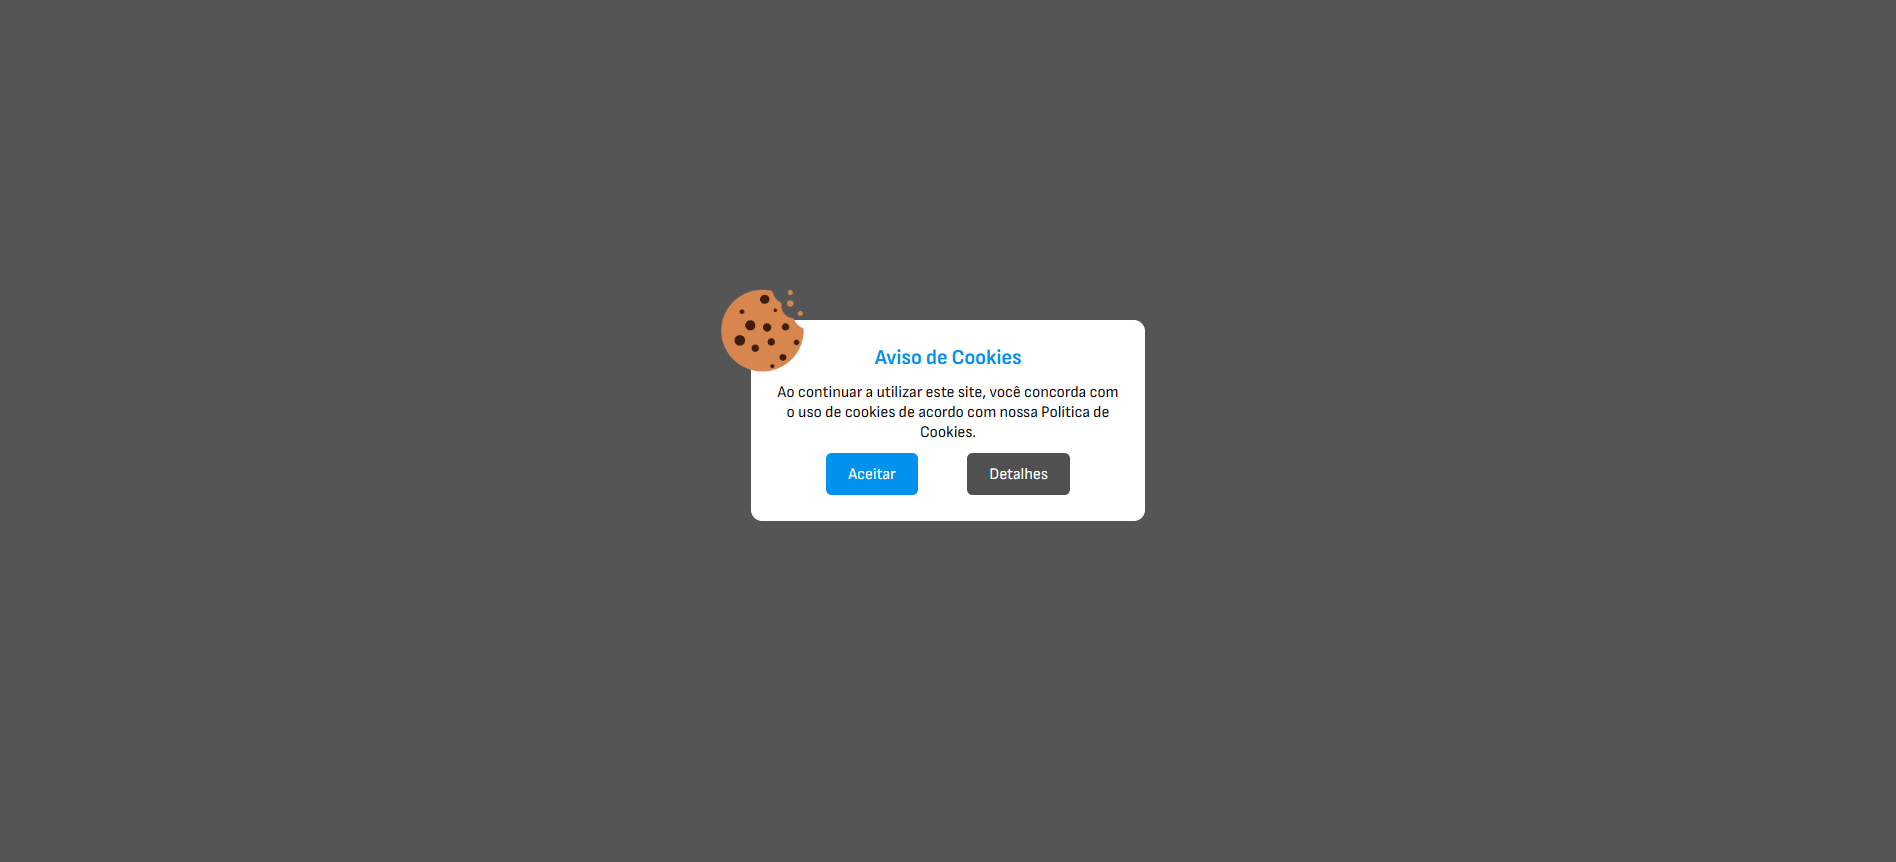 Aviso de Cookies
Ao continuar a utilizar este site, você concorda com
o uso de cookies de acordo com nossa Política de
Cookies.
Aceitar
Detalhes